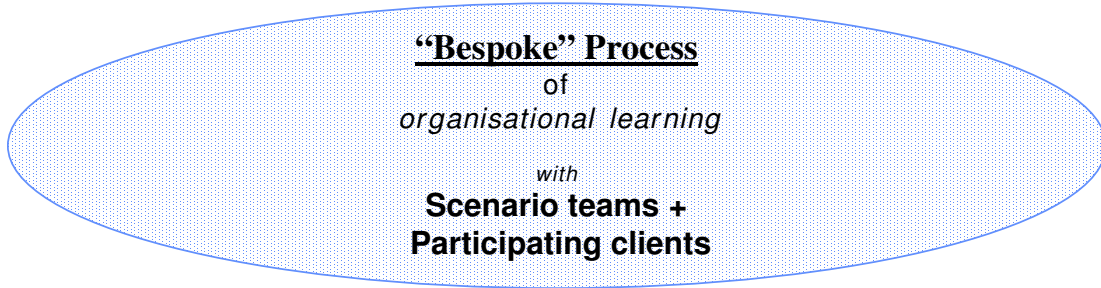 “Bespoke” Process
of
organisational learning
with
Scenario teams +
Participating clients